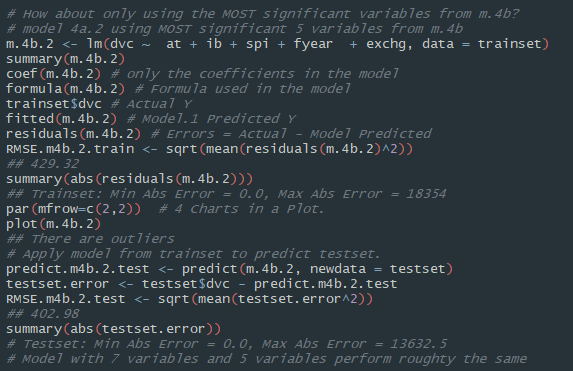 # How about only using the MOST significant variables from m.4b?
# model 4a.2 using MOST significant 5 variables from m.4b
m.4b.2 <- lm(dvc ~  at + ib + spi + fyear  + exchg, data = trainset)
summary(m.4b.2)
coef(m.4b.2) # only the coefficients in the model
formula(m.4b.2) # Formula used in the model
trainset$dvc # Actual Y
fitted(m.4b.2) # Model.1 Predicted Y
residuals(m.4b.2) # Errors = Actual - Model Predicted
RMSE.m4b.2.train <- sqrt(mean(residuals(m.4b.2)^2))
## 429.32
summary(abs(residuals(m.4b.2)))
## Trainset: Min Abs Error = 0.0, Max Abs Error = 18354
par(mfrow=c(2,2))  # 4 Charts in a Plot.
plot(m.4b.2)
## There are outliers
# Apply model from trainset to predict testset.
predict.m4b.2.test <- predict(m.4b.2, newdata = testset)
testset.error <- testset$dvc - predict.m4b.2.test
RMSE.m4b.2.test <- sqrt(mean(testset.error^2))
## 402.98
summary(abs(testset.error))
# Testset: Min Abs Error = 0.0, Max Abs Error = 13632.5
# Model with 7 variables and 5 variables perform roughty the same